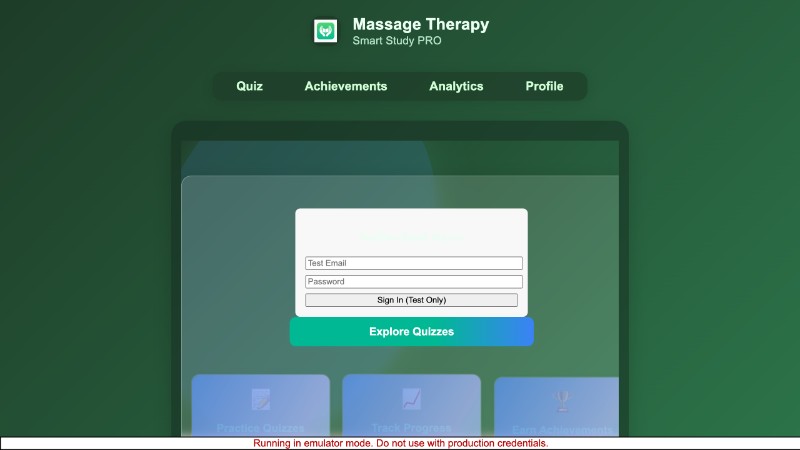 Massage Therapy
Smart Study PRO
Quiz Achievements Analytics Profile
Test Email
Password
Sign In (Test Only)
Explore Quizzes
Practice Quizzes Track Progress Earn Achievements
Running in emulator mode. Do not use with production credentials.